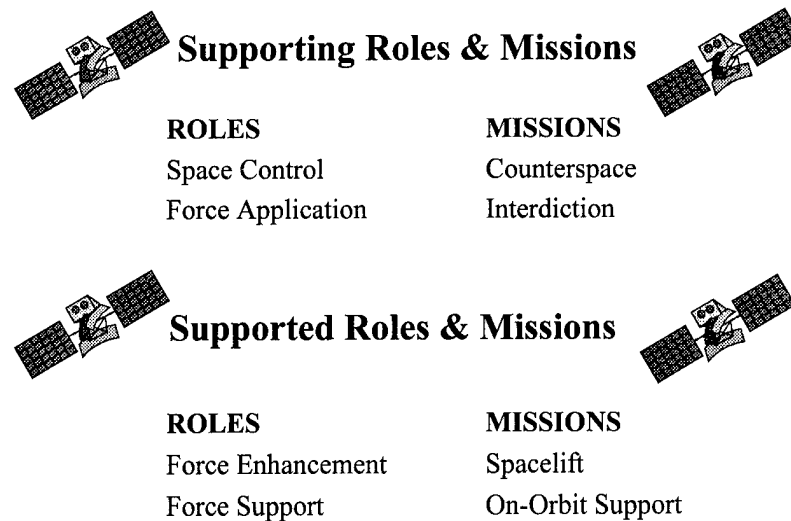 Supporting Roles & Missions
ROLES MISSIONS
Space Control Counterspace
Force Application Interdiction
Supported Roles & Missions
ROLES MISSIONS
Force Enhancement Spacelift
Force Support On-Orbit Support